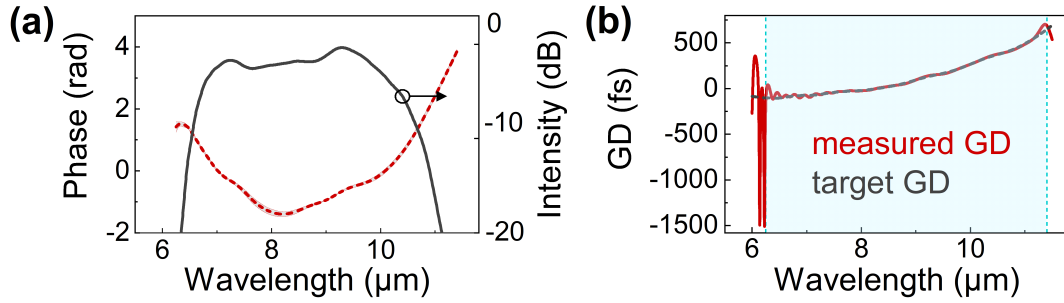 (a)
Phase (rad)
4
2
0
-2
6
8
10
Wavelength (μm)
0
-10
-20
Intensity (dB)
(b)
GD (fs)
500
0
-500
-1000
-1500
6
8
10
Wavelength (μm)
measured GD
target GD